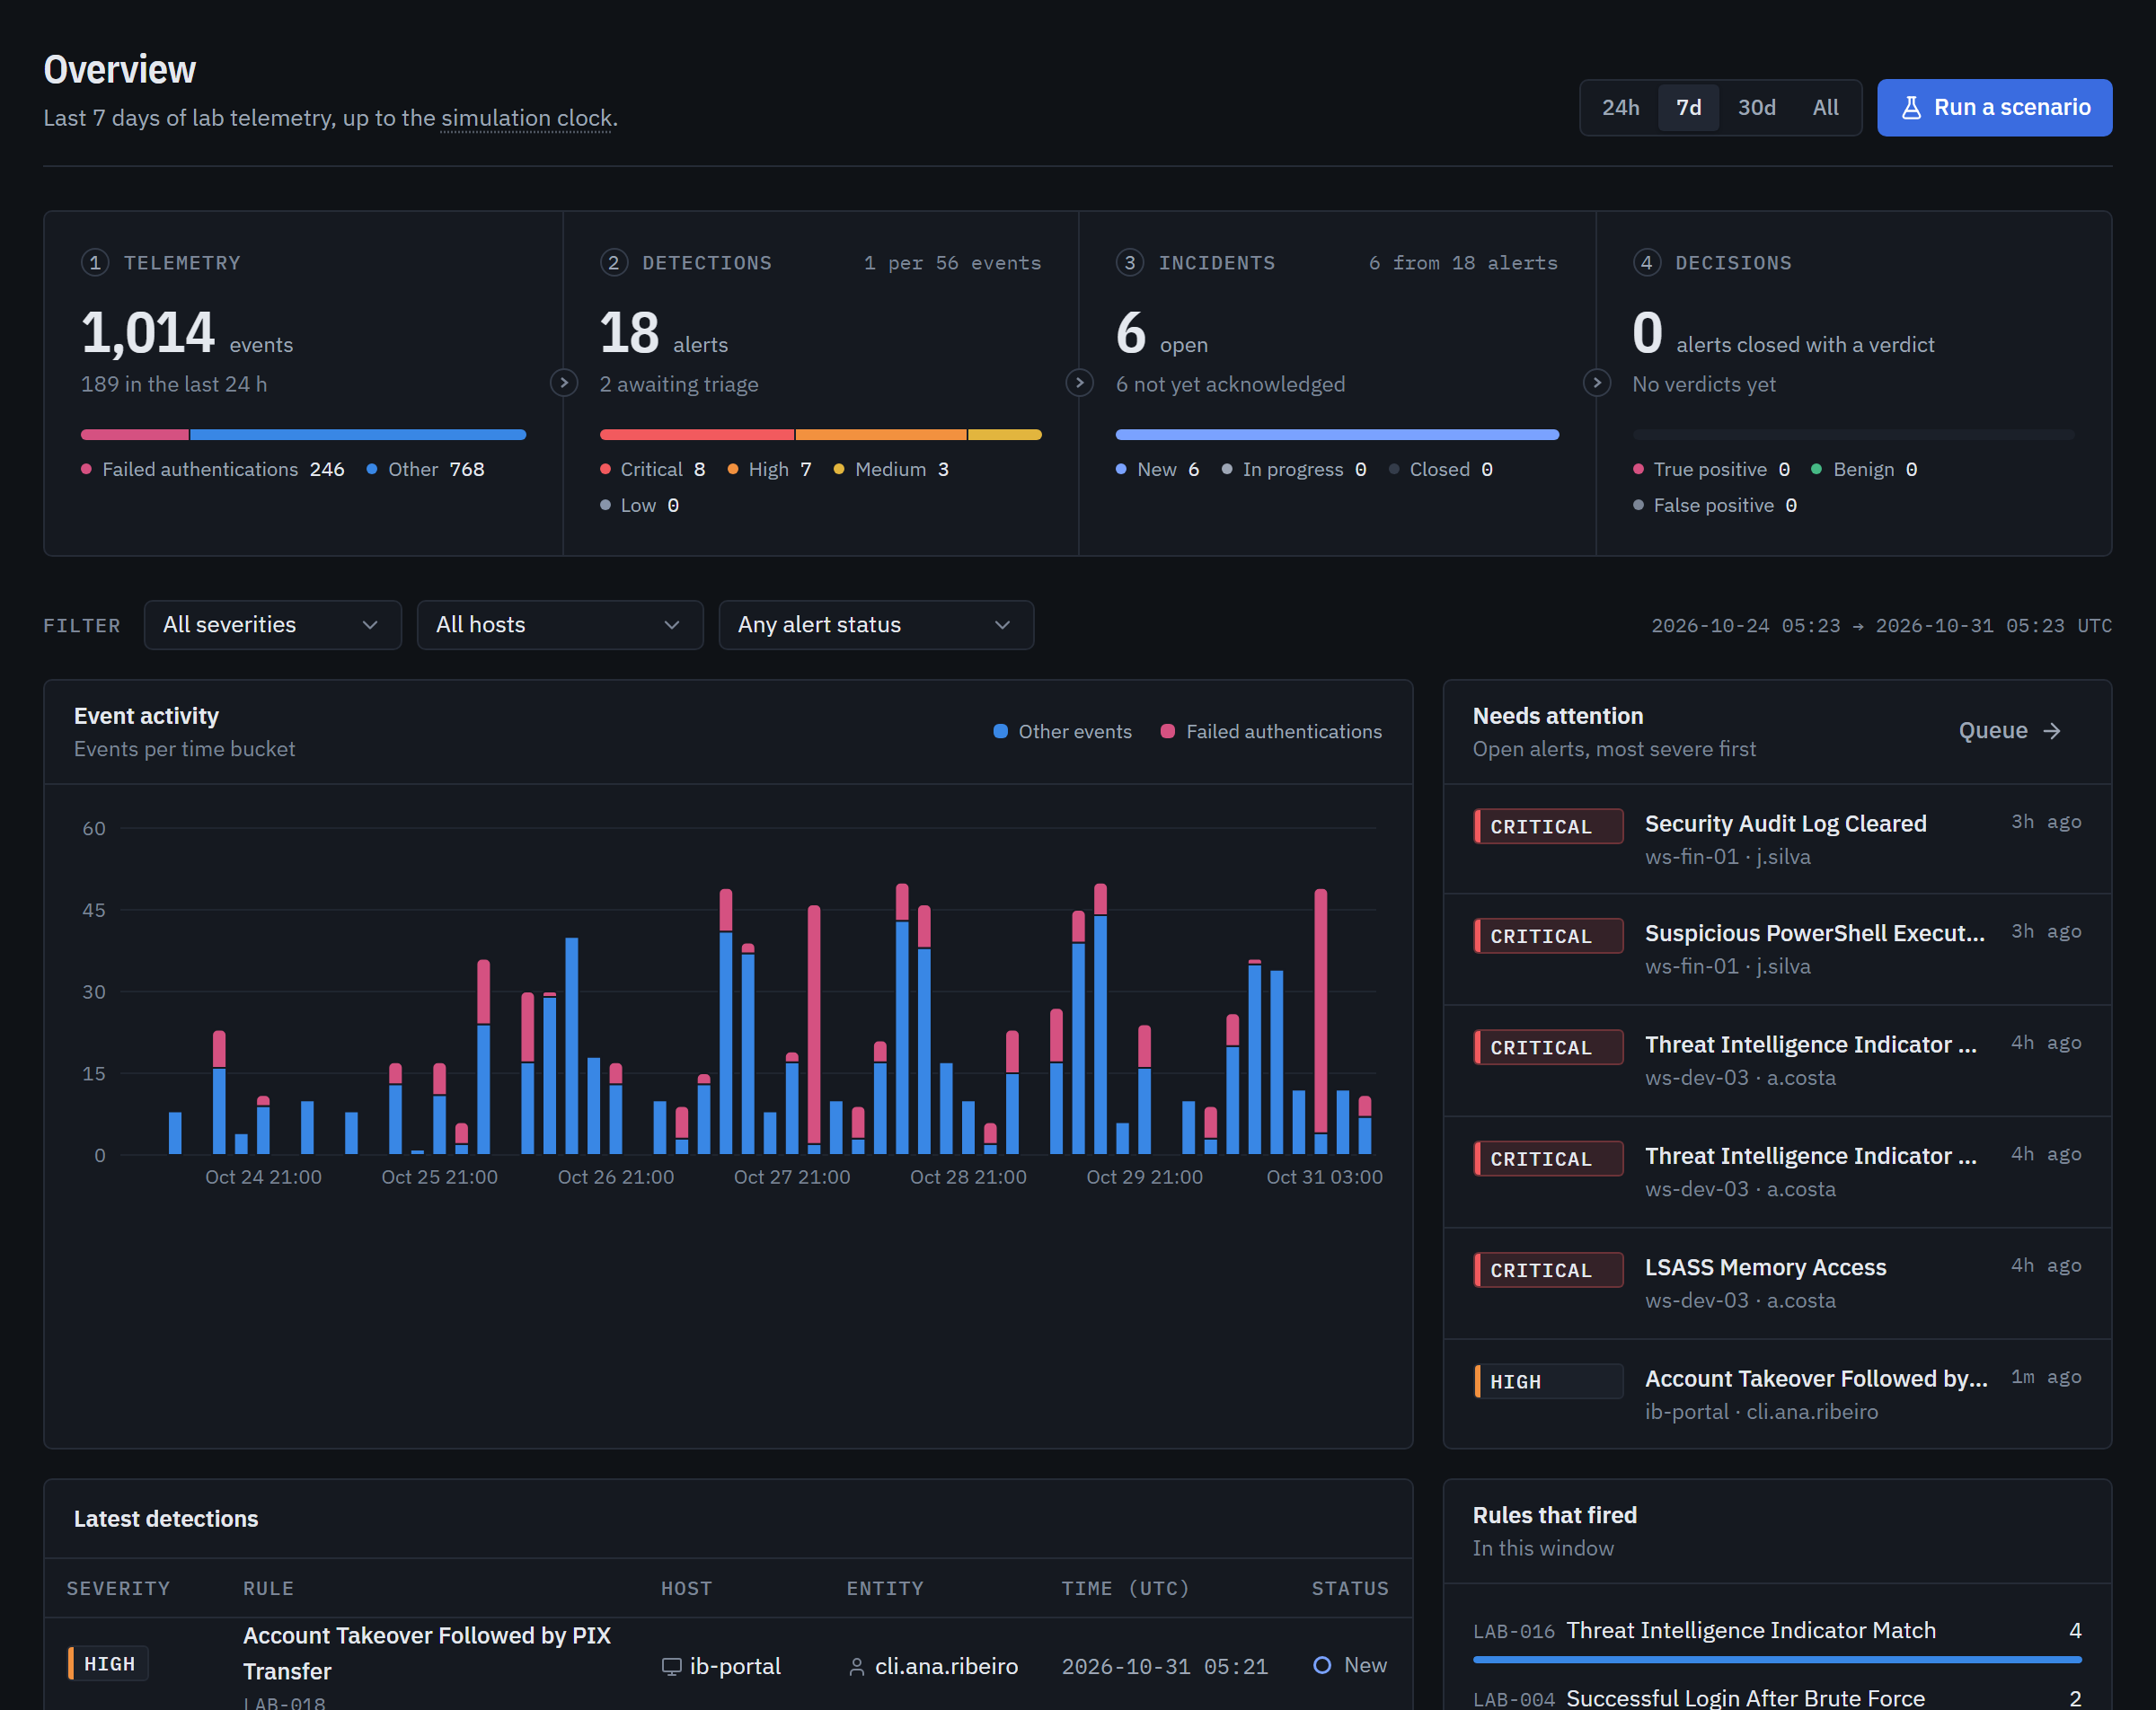 Overview
Last 7 days of lab telemetry, up to the simulation clock.
24h 7d 30d All
Run a scenario
1 TELEMETRY
1,014 events
189 in the last 24 h
Failed authentications 246 Other 768
2 DETECTIONS 1 per 56 events
18 alerts
2 awaiting triage
Critical 8 High 7 Medium 3
Low 0
3 INCIDENTS 6 from 18 alerts
6 open
6 not yet acknowledged
New 6 In progress 0 Closed 0
4 DECISIONS
0 alerts closed with a verdict
No verdicts yet
True positive 0 Benign 0
False positive 0
FILTER All severities All hosts Any alert status 2026-10-24 05:23 → 2026-10-31 05:23 UTC
Event activity
Events per time bucket
Other events Failed authentications
60
45
30
15
0
Oct 24 21:00 Oct 25 21:00 Oct 26 21:00 Oct 27 21:00 Oct 28 21:00 Oct 29 21:00 Oct 31 03:00
Needs attention
Open alerts, most severe first
Queue →
CRITICAL Security Audit Log Cleared 3h ago
ws-fin-01 · j.silva
CRITICAL Suspicious PowerShell Execut... 3h ago
ws-fin-01 · j.silva
CRITICAL Threat Intelligence Indicator ... 4h ago
ws-dev-03 · a.costa
CRITICAL Threat Intelligence Indicator ... 4h ago
ws-dev-03 · a.costa
CRITICAL LSASS Memory Access 4h ago
ws-dev-03 · a.costa
HIGH Account Takeover Followed by... 1m ago
ib-portal · cli.ana.ribeiro
Latest detections
SEVERITY RULE HOST ENTITY TIME (UTC) STATUS
HIGH Account Takeover Followed by PIX
Transfer ib-portal cli.ana.ribeiro 2026-10-31 05:21 New
LAB-018
Rules that fired
In this window
LAB-016 Threat Intelligence Indicator Match 4
LAB-004 Successful Login After Brute Force 2